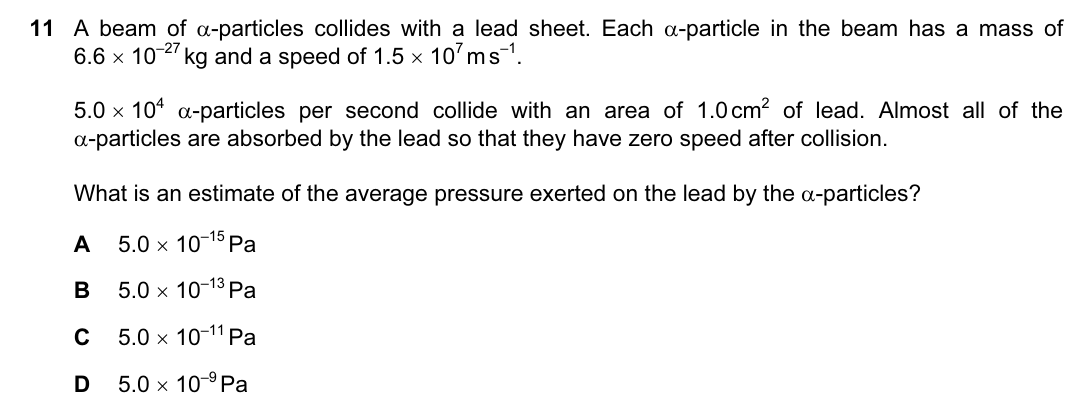 11 A beam of α-particles collides with a lead sheet. Each α-particle in the beam has a mass of
6.6 × 10⁻²⁷ kg and a speed of 1.5 × 10⁷ m s⁻¹.
5.0 × 10⁴ α-particles per second collide with an area of 1.0 cm² of lead. Almost all of the
α-particles are absorbed by the lead so that they have zero speed after collision.
What is an estimate of the average pressure exerted on the lead by the α-particles?
A 5.0 × 10⁻¹⁵ Pa
B 5.0 × 10⁻¹³ Pa
C 5.0 × 10⁻¹¹ Pa
D 5.0 × 10⁻⁹ Pa